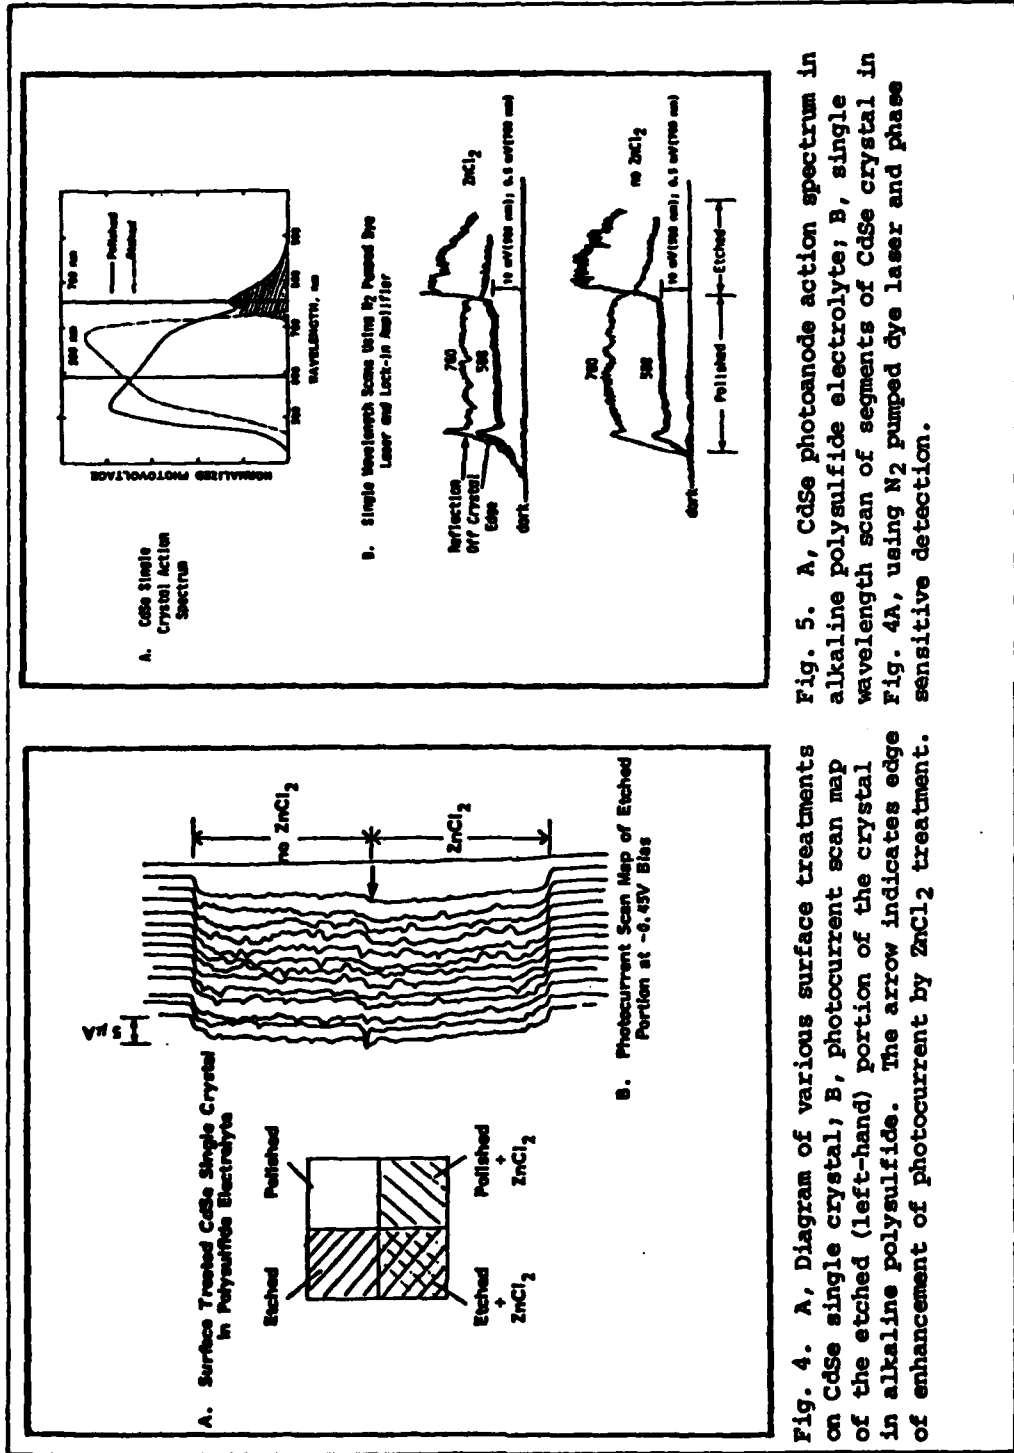 A. Surface Treated CdSe Single Crystal
In Polysulfide Electrolyte
Etched
Polished
Etched
+
ZnCl2
Polished
+
ZnCl2
5 μA
no ZnCl2
ZnCl2
B. Photocurrent Scan Map of Etched
Portion at -0.45V Bias
Fig. 4. A, Diagram of various surface treatments
on CdSe single crystal; B, photocurrent scan map
of the etched (left-hand) portion of the crystal
in alkaline polysulfide. The arrow indicates edge
of enhancement of photocurrent by ZnCl2 treatment.
A. CdSe Single
Crystal Action
Spectrum
NORMALIZED PHOTOVOLTAGE
700 nm
Polished
Etched
WAVELENGTH, nm
B. Single Wavelength Scans Using N2 Pumped Dye
Laser and Lock-in Amplifier
Reflection
Off Crystal
Edge
dark
700
ZnCl2
dark
700
no ZnCl2
Polished
Etched
Fig. 5. A, CdSe photoanode action spectrum in
alkaline polysulfide electrolyte; B, single
wavelength scan of segments of CdSe crystal in
Fig. 4A, using N2 pumped dye laser and phase
sensitive detection.